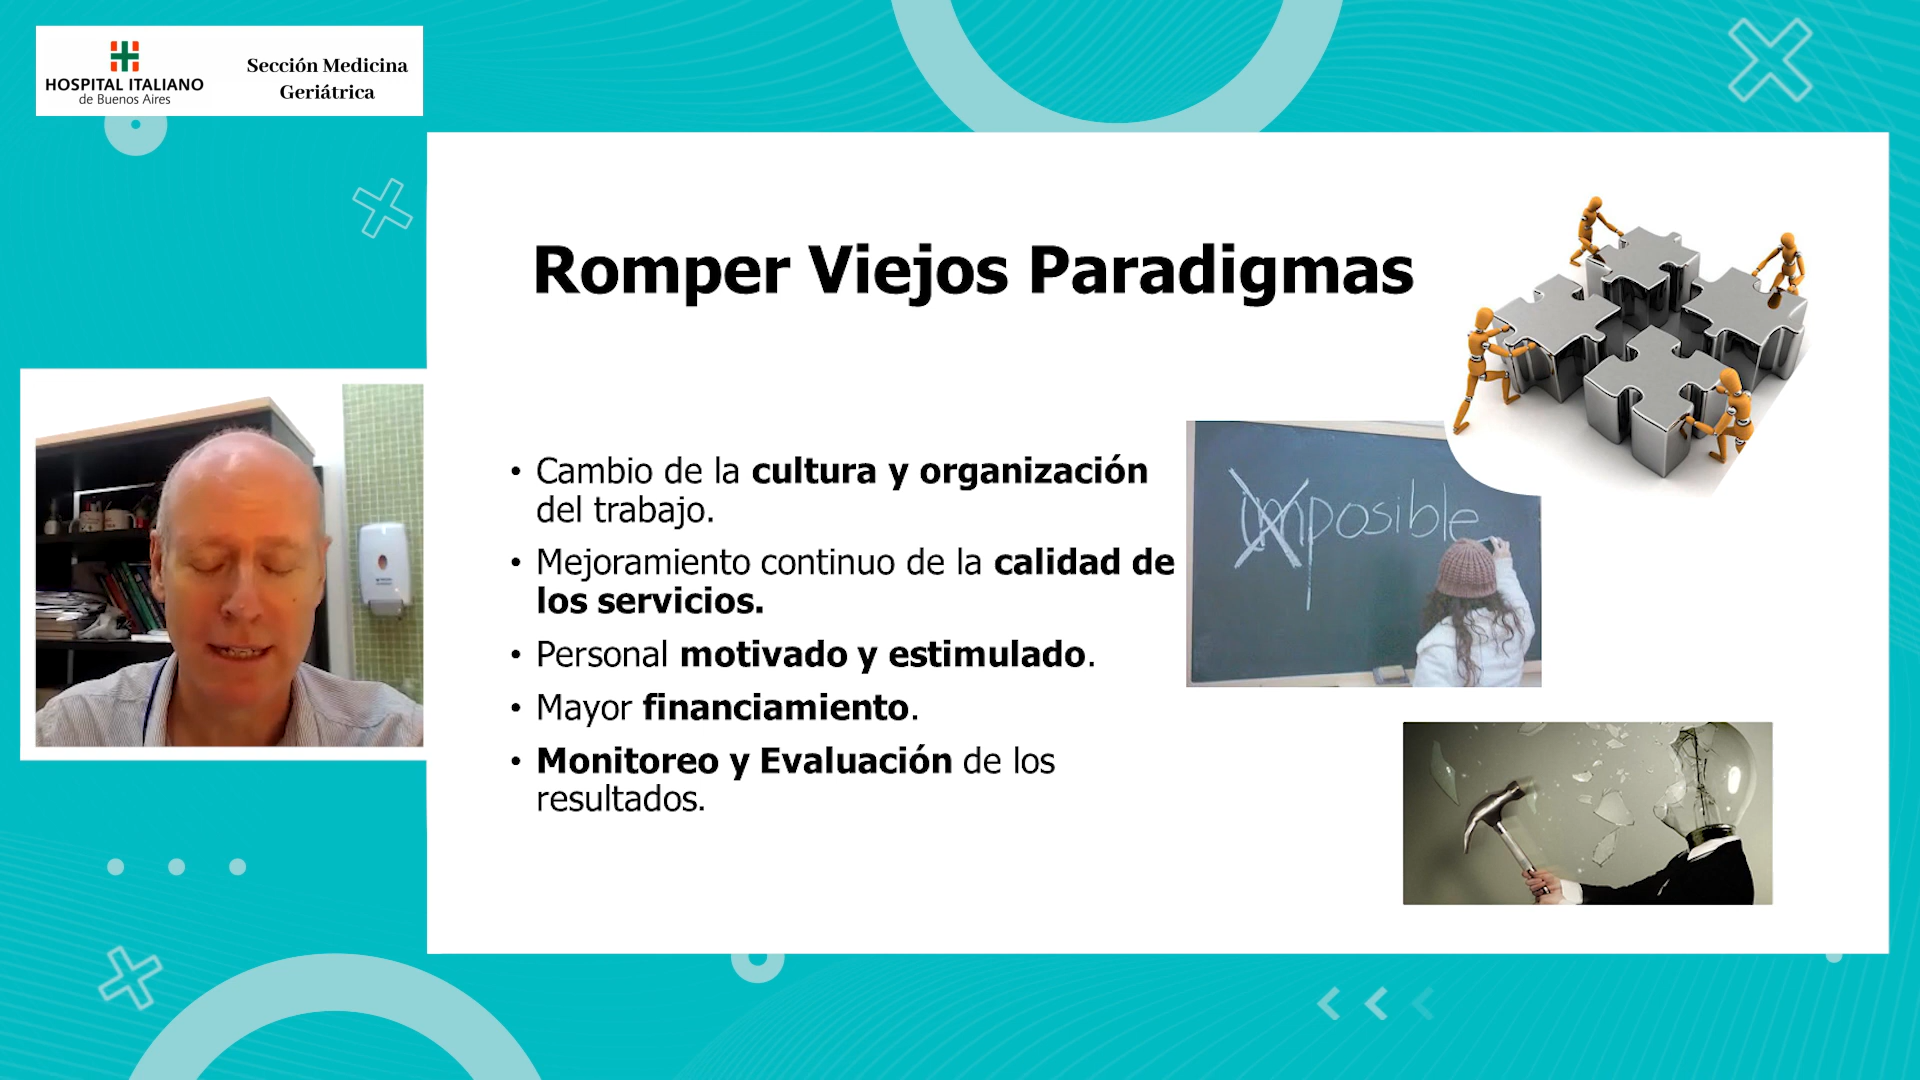 HOSPITAL ITALIANO
de Buenos Aires
Sección Medicina
Geriátrica
Romper Viejos Paradigmas
• Cambio de la cultura y organización
del trabajo.
• Mejoramiento continuo de la calidad de
los servicios.
• Personal motivado y estimulado.
• Mayor financiamiento.
• Monitoreo y Evaluación de los
resultados.
imposible